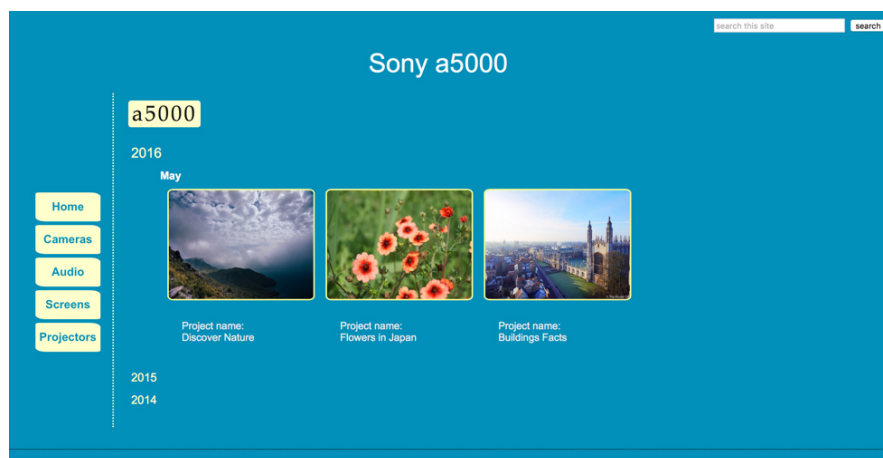 search this site
search
Sony a5000
a5000
2016
May
Home
Cameras
Audio
Screens
Projectors
Project name:
Discover Nature
Project name:
Flowers in Japan
Project name:
Buildings Facts
2015
2014